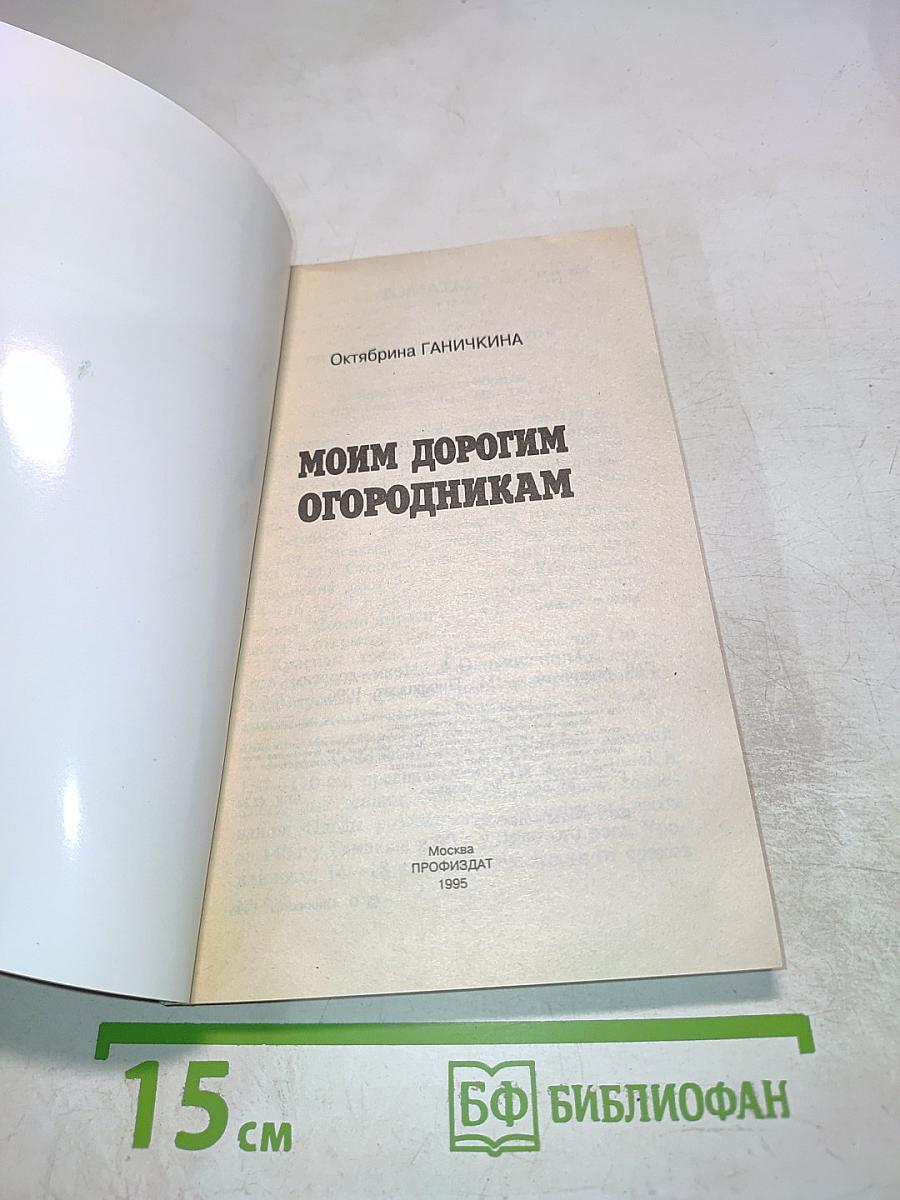 Октябрина ГАНИЧКИНА
МОИМ ДОРОГИМ
ОГОРОДНИКАМ
Москва
ПРОФИЗДАТ
1995
15 см
БФ БИБЛИОФАН